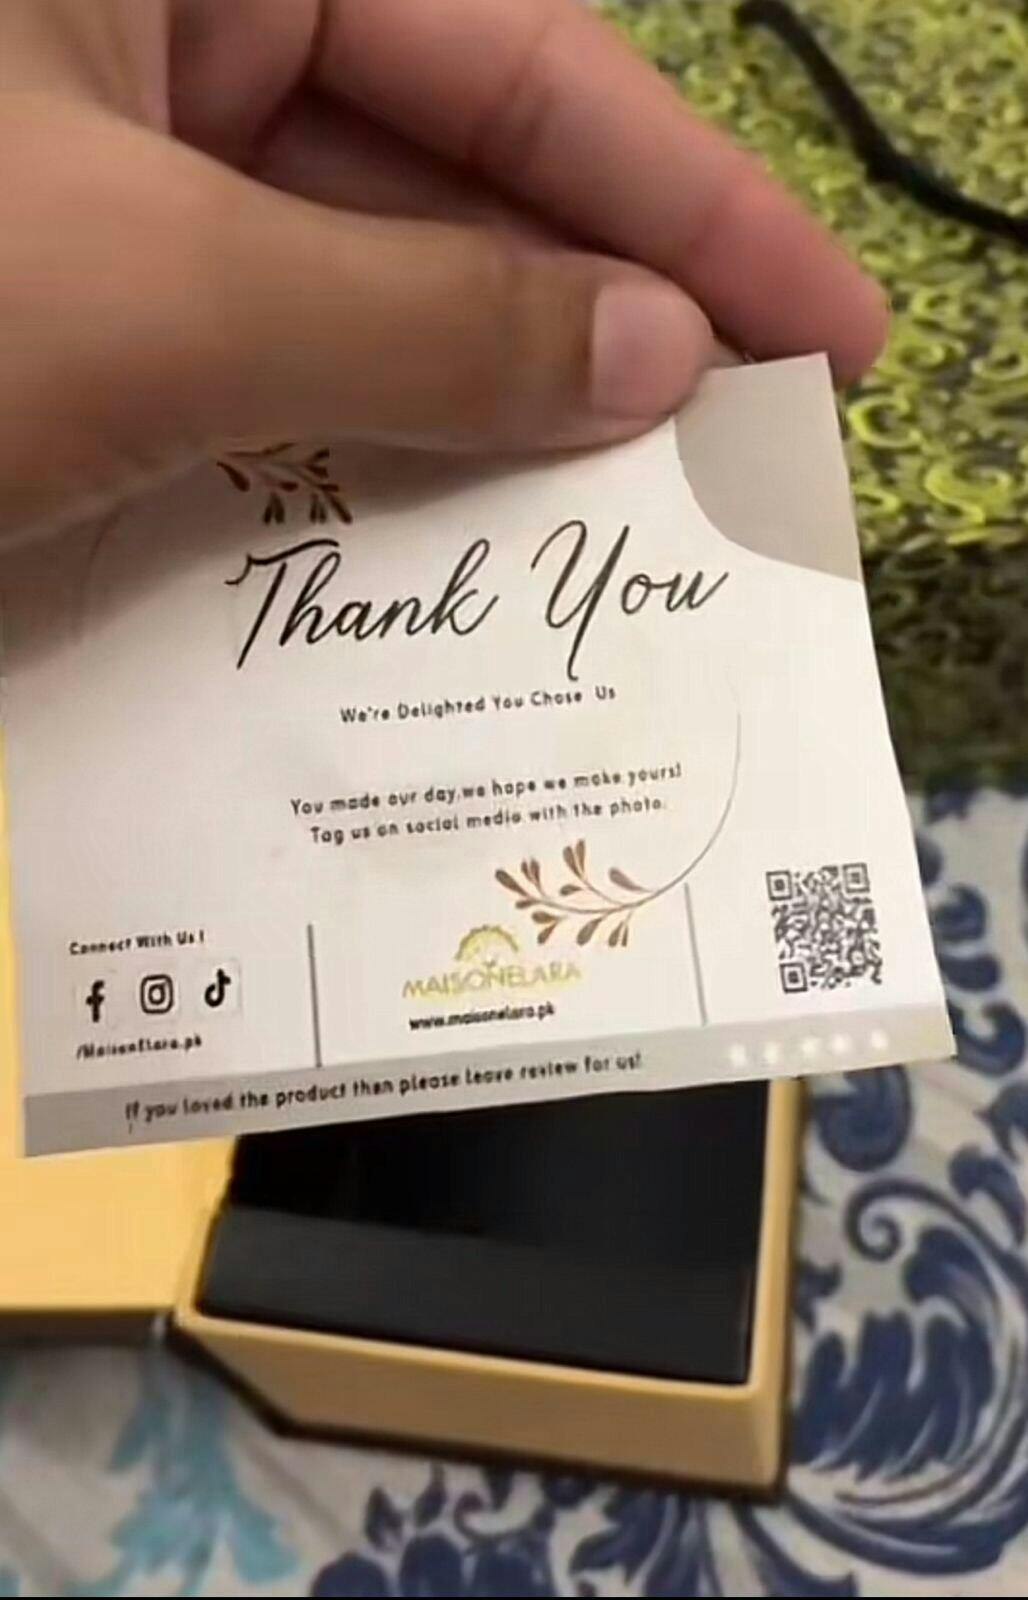 Thank You
We're Delighted You Chose Us
You made our day,we hope we make yours!
Tag us on social media with the photo.
Connect With Us !
/MaisonElara.pk
MAISONELARA
www.maisonelara.pk
If you loved the product than please leave review for us!